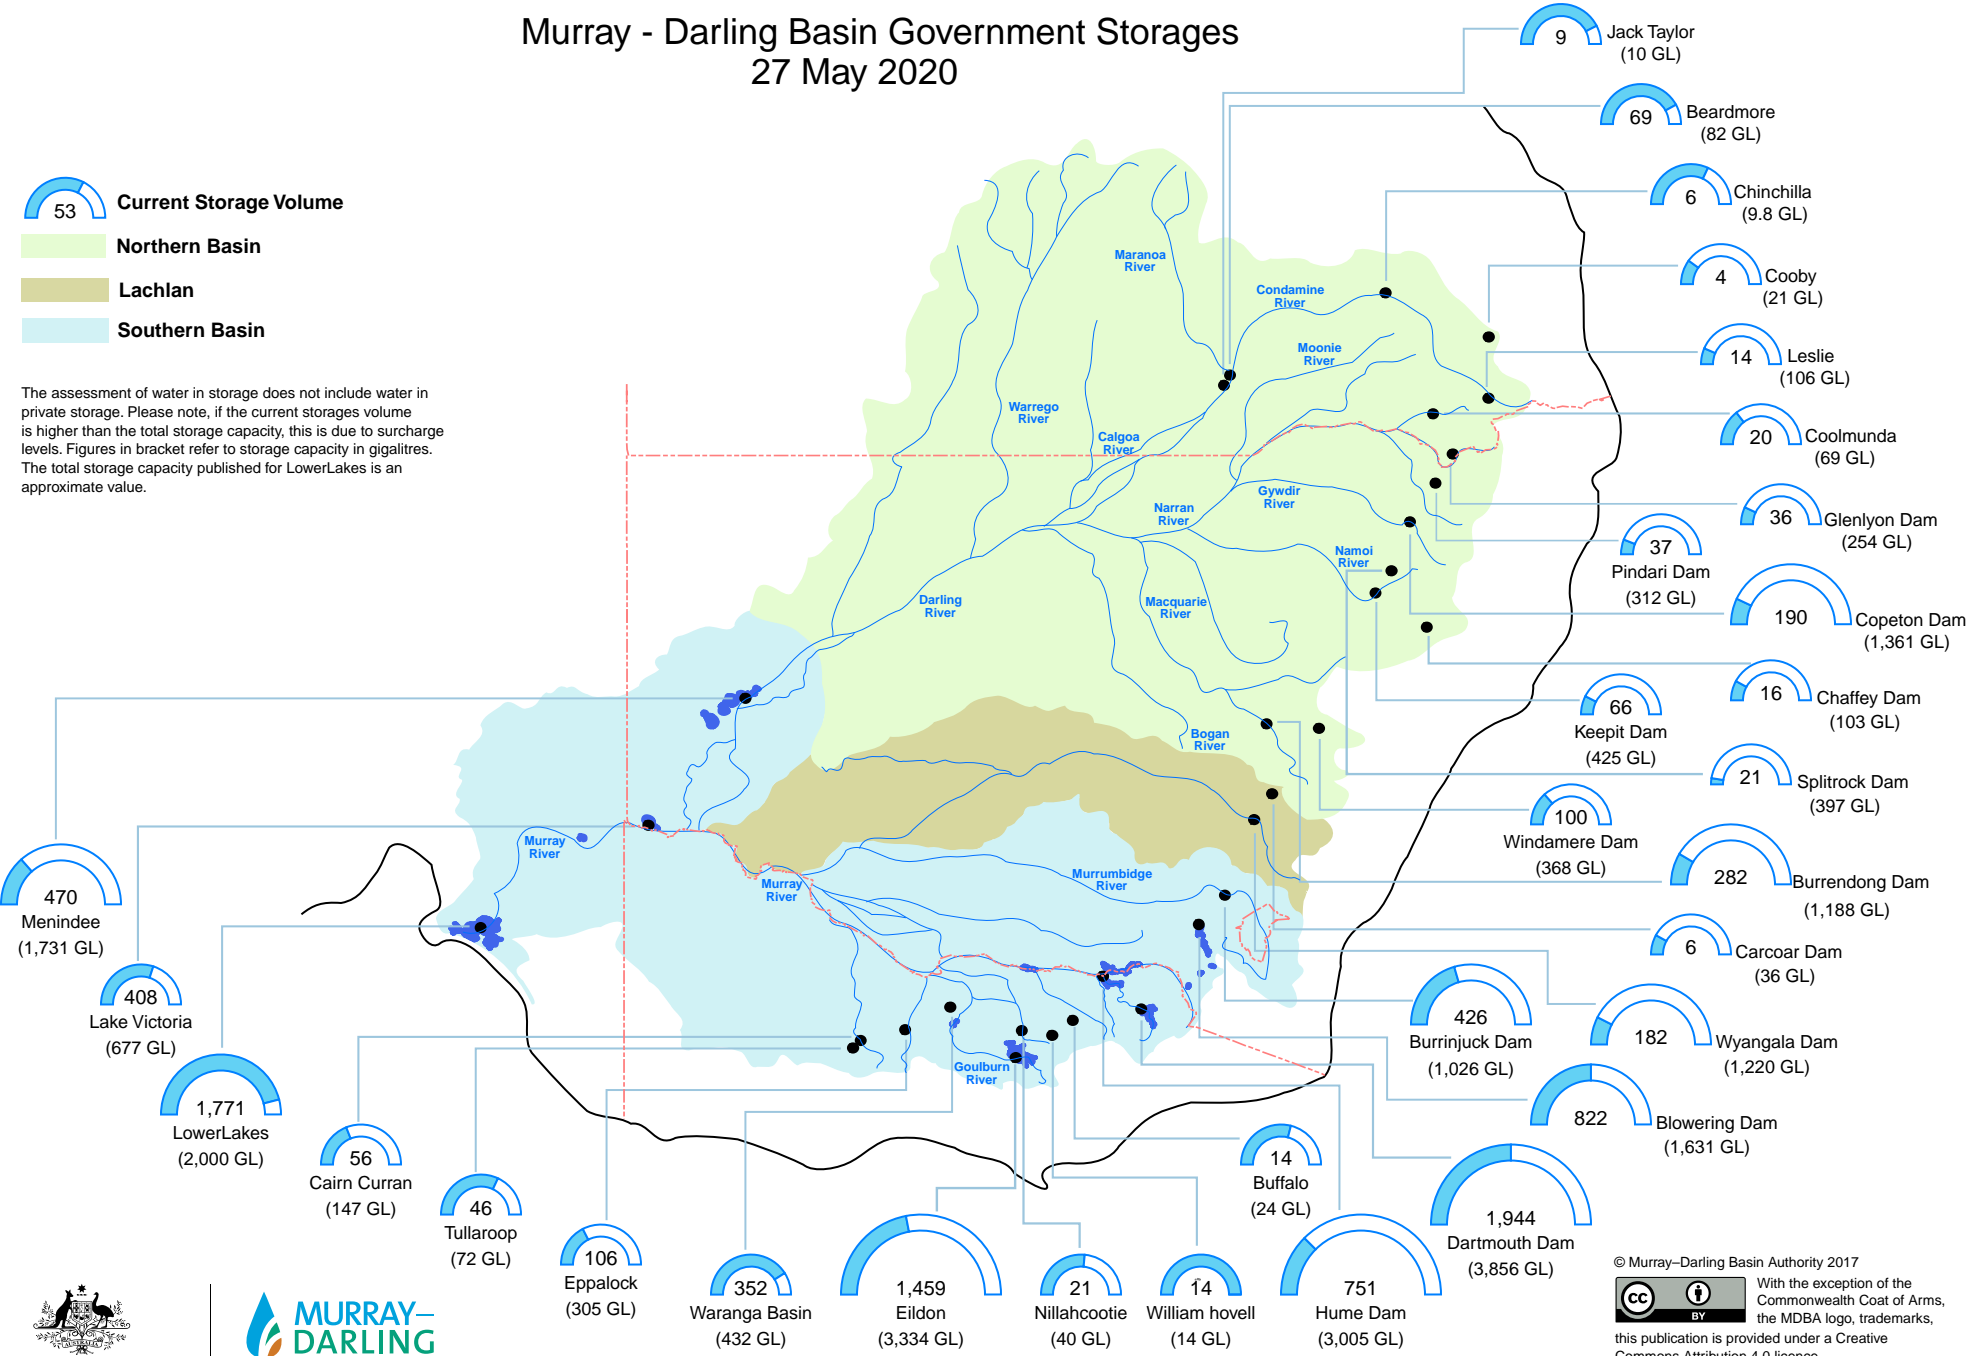 Murray - Darling Basin Government Storages
27 May 2020
53
Current Storage Volume
Northern Basin
Lachlan
Southern Basin
The assessment of water in storage does not include water in
private storage. Please note, if the current storages volume
is higher than the total storage capacity, this is due to surcharge
levels. Figures in bracket refer to storage capacity in gigalitres.
The total storage capacity published for LowerLakes is an
approximate value.
9
Jack Taylor
(10 GL)
69
Beardmore
(82 GL)
6
Chinchilla
(9.8 GL)
4
Cooby
(21 GL)
14
Leslie
(106 GL)
20
Coolmunda
(69 GL)
36
Glenlyon Dam
(254 GL)
37
Pindari Dam
(312 GL)
190
Copeton Dam
(1,361 GL)
16
Chaffey Dam
(103 GL)
66
Keepit Dam
(425 GL)
21
Splitrock Dam
(397 GL)
100
Windamere Dam
(368 GL)
282
Burrendong Dam
(1,188 GL)
6
Carcoar Dam
(36 GL)
426
Burrinjuck Dam
(1,026 GL)
182
Wyangala Dam
(1,220 GL)
822
Blowering Dam
(1,631 GL)
1,944
Dartmouth Dam
(3,856 GL)
14
Buffalo
(24 GL)
751
Hume Dam
(3,005 GL)
14
William hovell
(14 GL)
21
Nillahcootie
(40 GL)
1,459
Eildon
(3,334 GL)
352
Waranga Basin
(432 GL)
106
Eppalock
(305 GL)
46
Tullaroop
(72 GL)
56
Cairn Curran
(147 GL)
1,771
LowerLakes
(2,000 GL)
408
Lake Victoria
(677 GL)
470
Menindee
(1,731 GL)
Maranoa
River
Condamine
River
Moonie
River
Warrego
River
Calgoa
River
Gywdir
River
Narran
River
Namoi
River
Darling
River
Macquarie
River
Bogan
River
Murray
River
Murray
River
Murrumbidge
River
Goulburn
River
MURRAY–
DARLING
© Murray–Darling Basin Authority 2017
cc
BY
With the exception of the
Commonwealth Coat of Arms,
the MDBA logo, trademarks,
this publication is provided under a Creative
Commons Attribution 4.0 licence